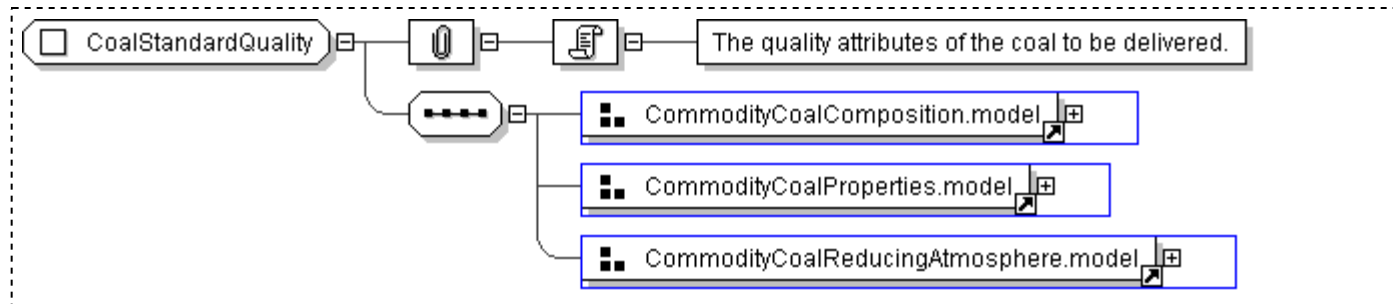 CoalStandardQuality
The quality attributes of the coal to be delivered.
CommodityCoalComposition.model
CommodityCoalProperties.model
CommodityCoalReducingAtmosphere.model